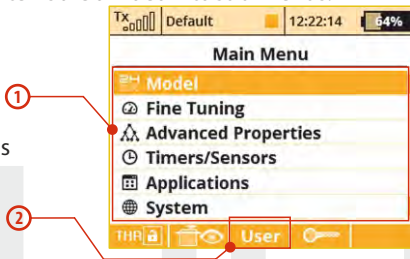 Tx Default 12:22:14 64%
Main Menu
1
Model
Fine Tuning
Advanced Properties
s
Timers/Sensors
Applications
System
2
THR User